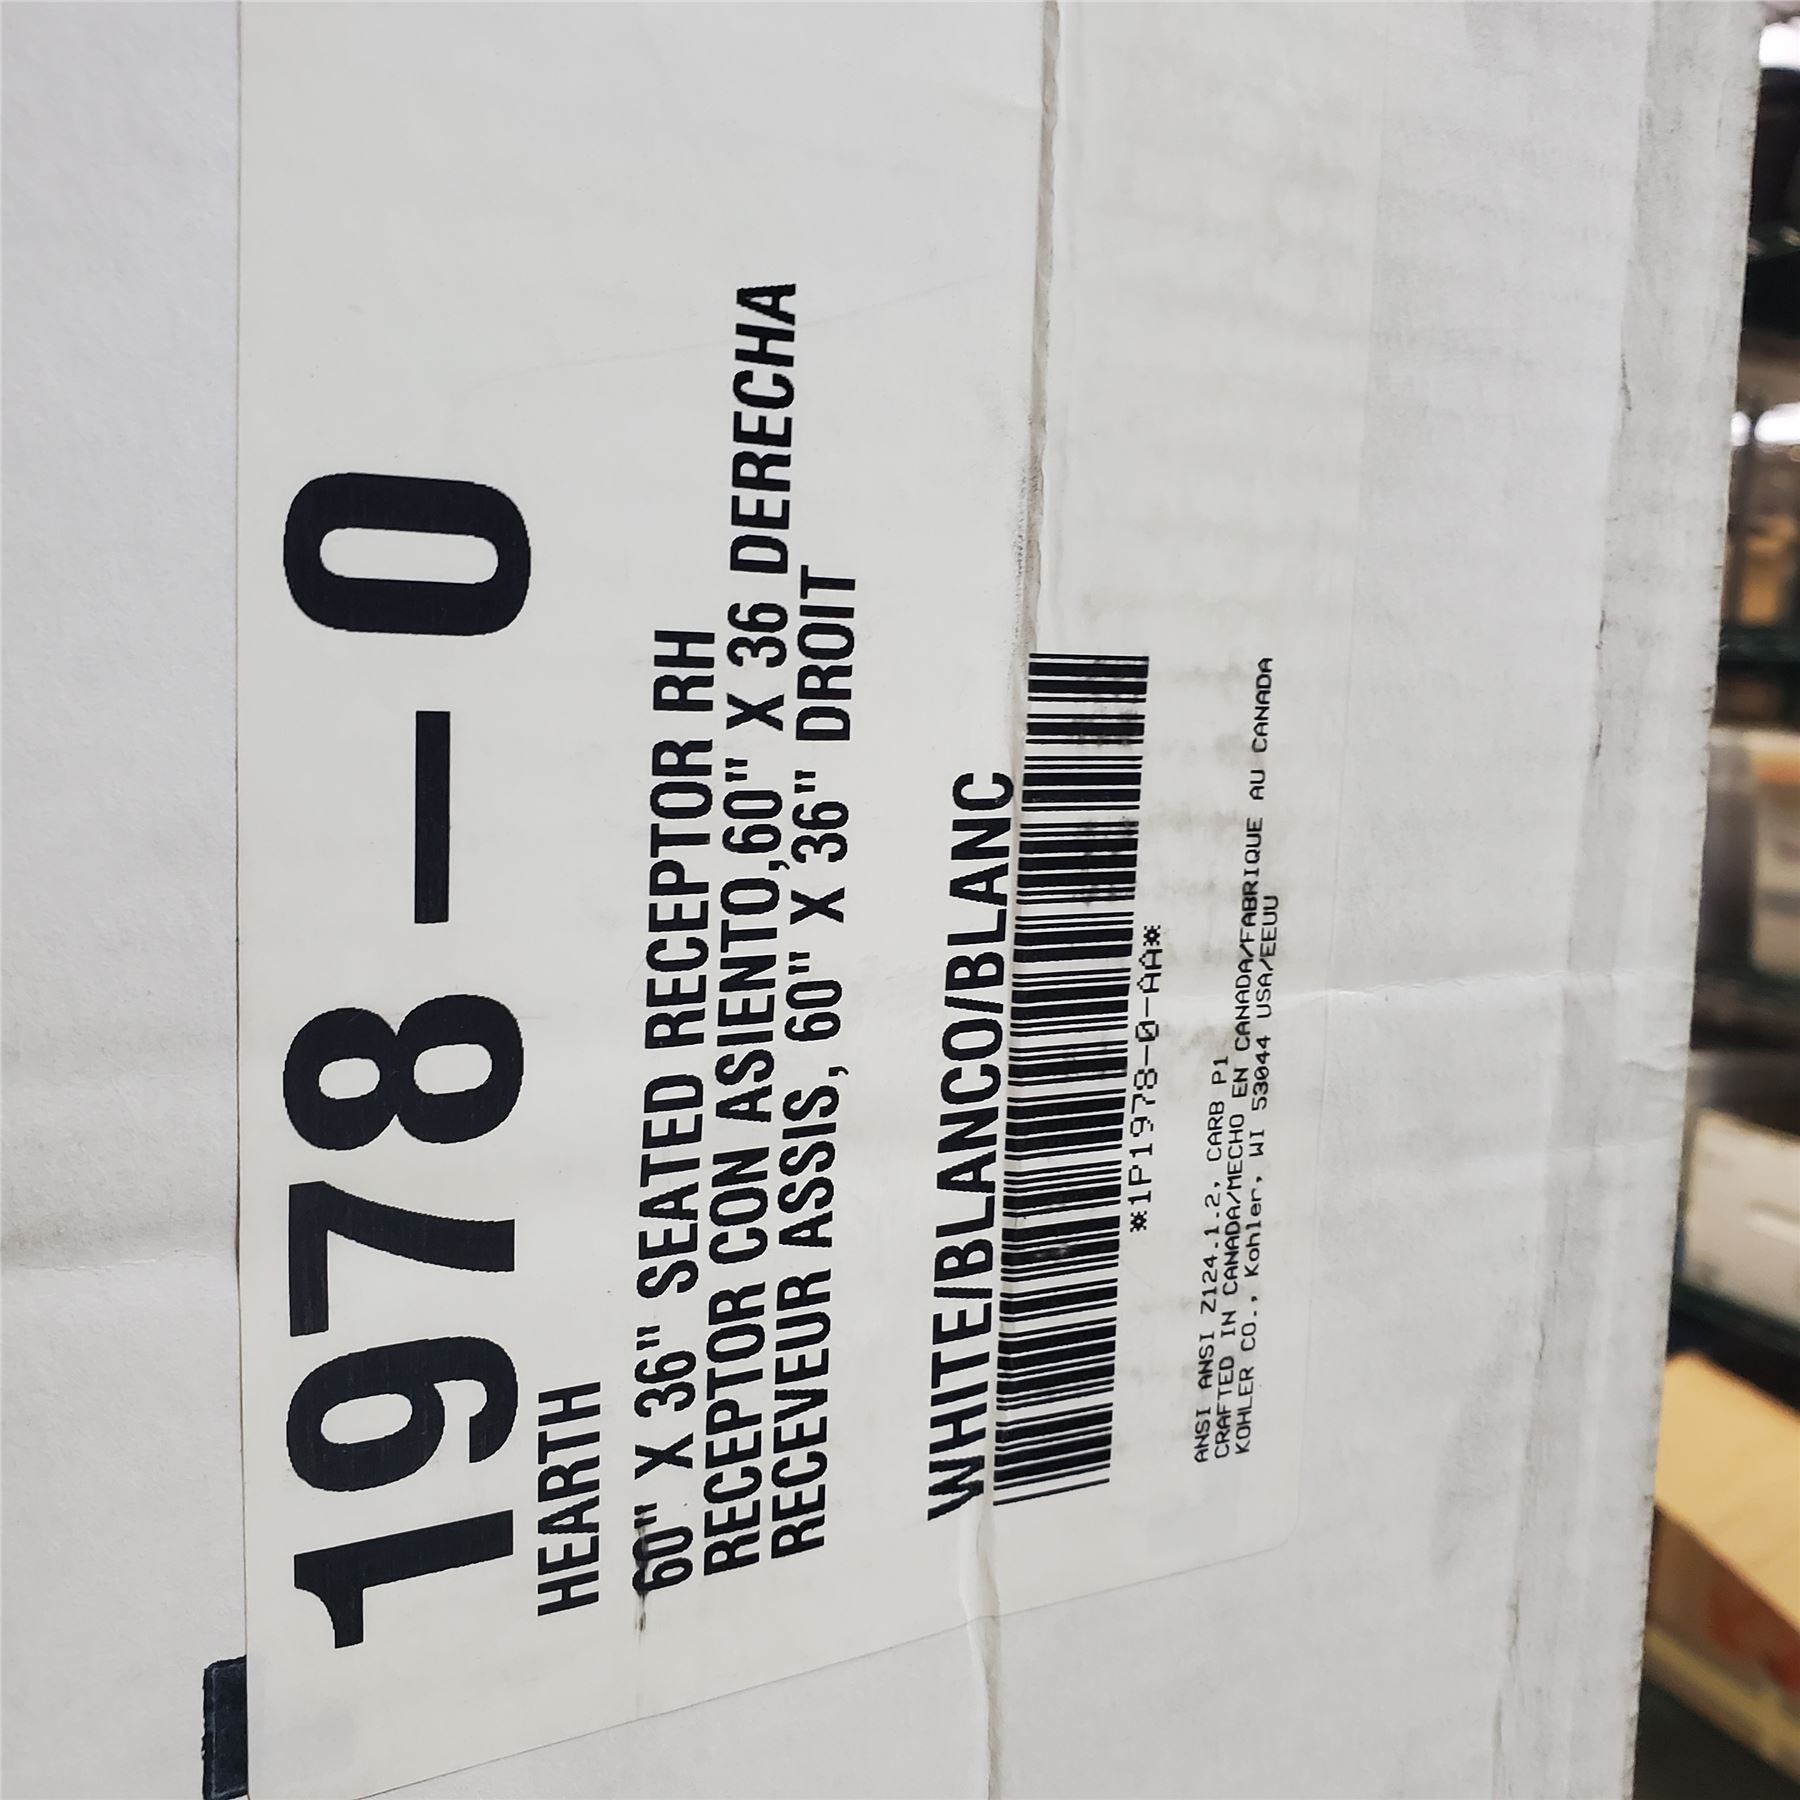 1978-0
HEARTH
60" X 36" SEATED RECEPTOR RH
RECEPTOR CON ASIENTO,60" X 36 DERECHA
RECEVEUR ASSIS, 60" X 36" DROIT
WHITE/BLANCO/BLANC
*1P1978-0-AA*
ANSI ANSI Z124.1.2, CARB P1
CRAFTED IN CANADA/MECHO EN CANADA/FABRIQUE AU CANADA
KOHLER CO., Kohler, WI 53044 USA/EEUU